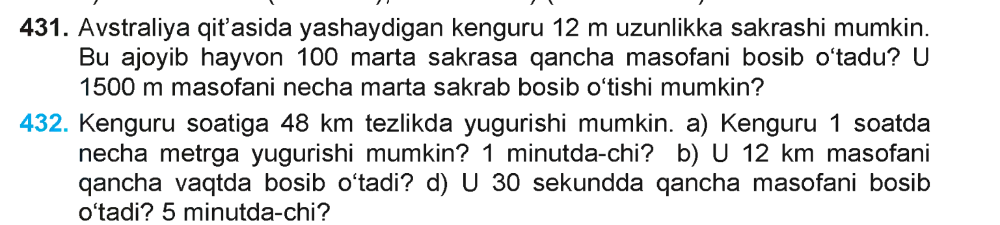 431. Avstraliya qit’asida yashaydigan kenguru 12 m uzunlikka sakrashi mumkin.
Bu ajoyib hayvon 100 marta sakrasa qancha masofani bosib o‘tadu? U
1500 m masofani necha marta sakrab bosib o‘tishi mumkin?
432. Kenguru soatiga 48 km tezlikda yugurishi mumkin. a) Kenguru 1 soatda
necha metrga yugurishi mumkin? 1 minutda-chi? b) U 12 km masofani
qancha vaqtda bosib o‘tadi? d) U 30 sekundda qancha masofani bosib
o‘tadi? 5 minutda-chi?